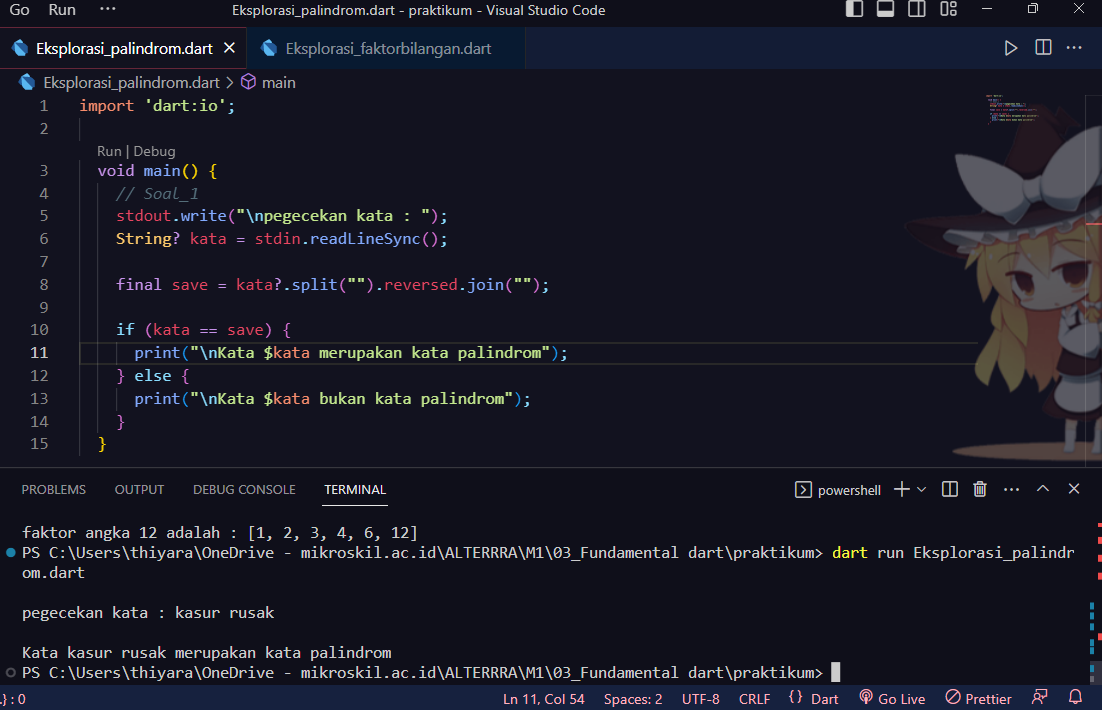 Go Run ··· Eksplorasi_palindrom.dart - praktikum - Visual Studio Code
Eksplorasi_palindrom.dart Eksplorasi_faktorbilangan.dart
Eksplorasi_palindrom.dart > main
1 import 'dart:io';
2
Run | Debug
3 void main() {
4 // Soal_1
5 stdout.write("\npegecekan kata : ");
6 String? kata = stdin.readLineSync();
7
8 final save = kata?.split("").reversed.join("");
9
10 if (kata == save) {
11 print("\nKata $kata merupakan kata palindrom");
12 } else {
13 print("\nKata $kata bukan kata palindrom");
14 }
15 }
PROBLEMS OUTPUT DEBUG CONSOLE TERMINAL powershell
faktor angka 12 adalah : [1, 2, 3, 4, 6, 12]
PS C:\Users\thiyara\OneDrive - mikroskil.ac.id\ALTERRRA\M1\03_Fundamental dart\praktikum> dart run Eksplorasi_palindr
om.dart
pegecekan kata : kasur rusak
Kata kasur rusak merupakan kata palindrom
PS C:\Users\thiyara\OneDrive - mikroskil.ac.id\ALTERRRA\M1\03_Fundamental dart\praktikum>
} : 0 Ln 11, Col 54 Spaces: 2 UTF-8 CRLF {} Dart Go Live Prettier